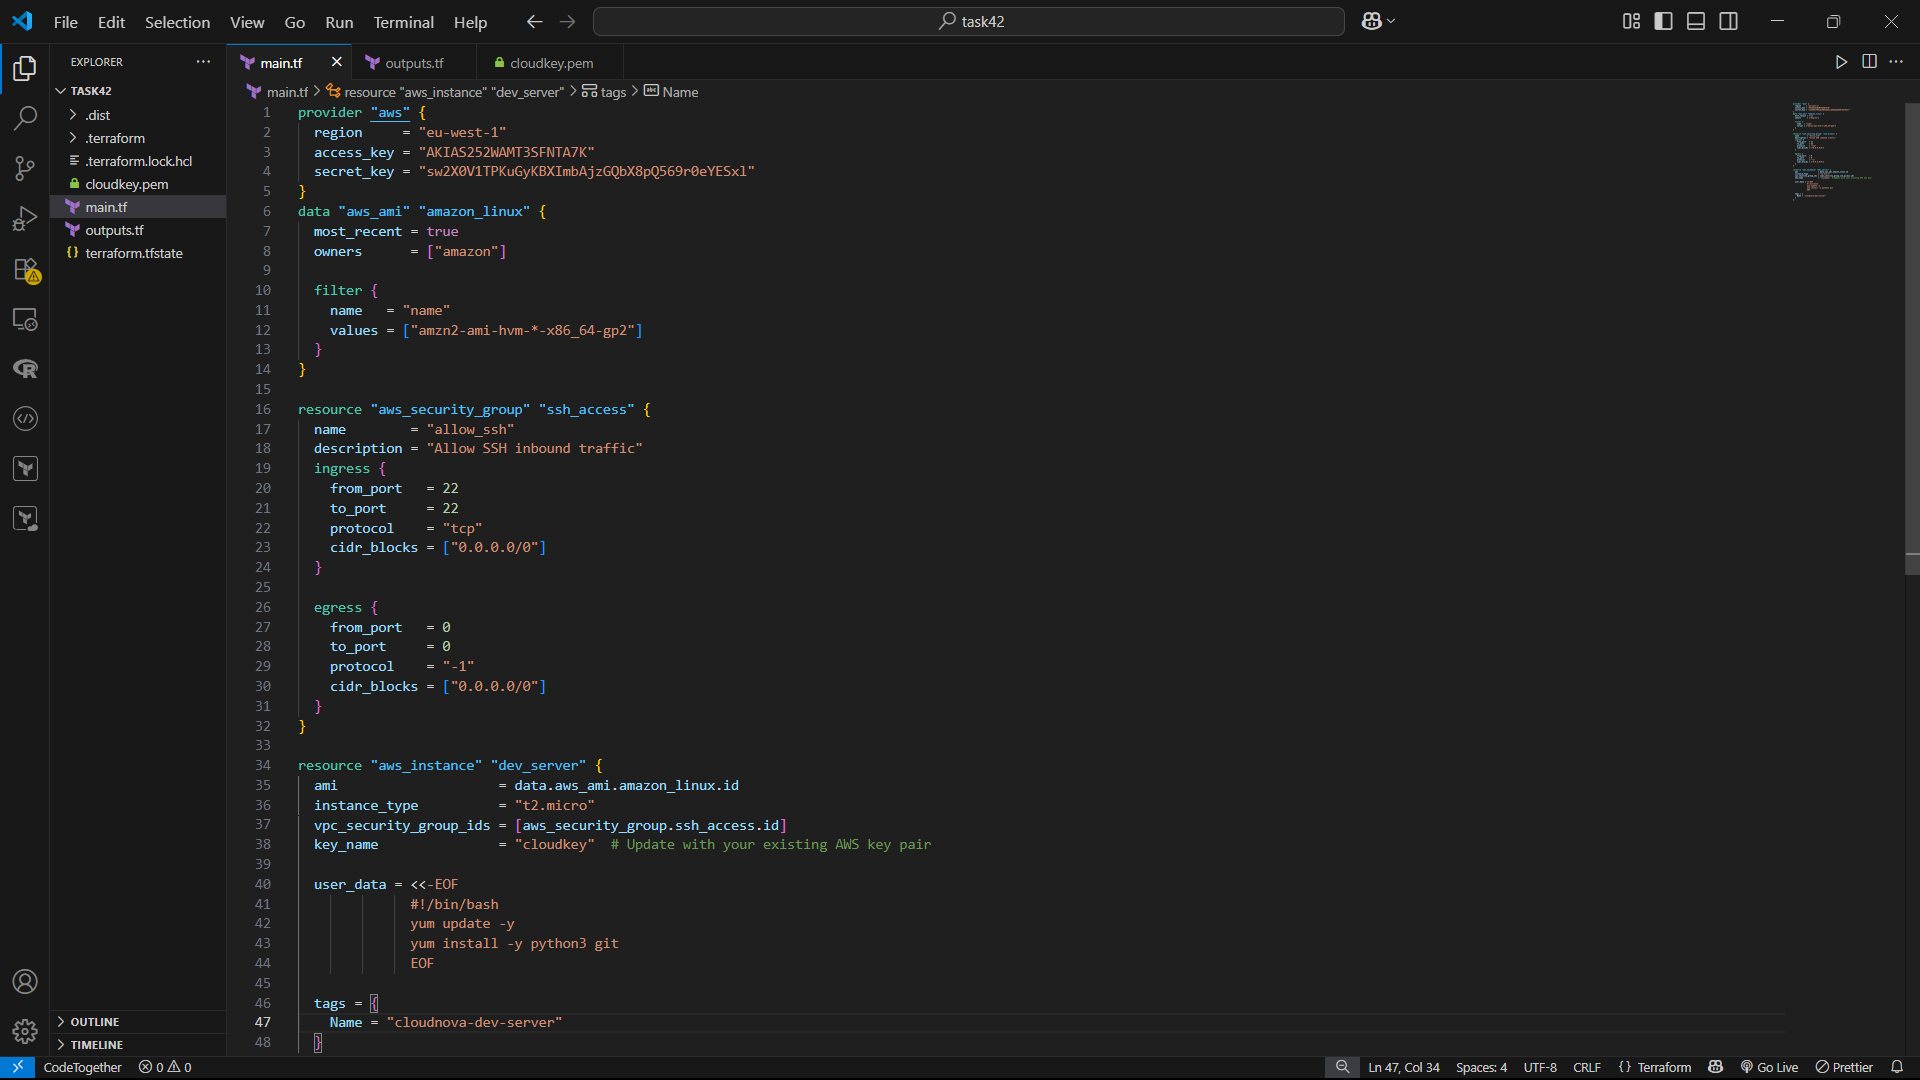 File Edit Selection View Go Run Terminal Help
task42
EXPLORER
TASK42
.dist
.terraform
.terraform.lock.hcl
cloudkey.pem
main.tf
outputs.tf
terraform.tfstate
OUTLINE
TIMELINE
main.tf outputs.tf cloudkey.pem
main.tf > resource "aws_instance" "dev_server" > tags > Name
1 provider "aws" {
2   region     = "eu-west-1"
3   access_key = "AKIAS252WAMT3SFNTA7K"
4   secret_key = "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"
5 }
6 data "aws_ami" "amazon_linux" {
7   most_recent = true
8   owners      = ["amazon"]
9
10   filter {
11     name   = "name"
12     values = ["amzn2-ami-hvm-*-x86_64-gp2"]
13   }
14 }
15
16 resource "aws_security_group" "ssh_access" {
17   name        = "allow_ssh"
18   description = "Allow SSH inbound traffic"
19   ingress {
20     from_port   = 22
21     to_port     = 22
22     protocol    = "tcp"
23     cidr_blocks = ["0.0.0.0/0"]
24   }
25
26   egress {
27     from_port   = 0
28     to_port     = 0
29     protocol    = "-1"
30     cidr_blocks = ["0.0.0.0/0"]
31   }
32 }
33
34 resource "aws_instance" "dev_server" {
35   ami                    = data.aws_ami.amazon_linux.id
36   instance_type          = "t2.micro"
37   vpc_security_group_ids = [aws_security_group.ssh_access.id]
38   key_name               = "cloudkey"  # Update with your existing AWS key pair
39
40   user_data = <<-EOF
41               #!/bin/bash
42               yum update -y
43               yum install -y python3 git
44               EOF
45
46   tags = {
47     Name = "cloudnova-dev-server"
48   }
CodeTogether 0 0 Ln 47, Col 34 Spaces: 4 UTF-8 CRLF {} Terraform Go Live Prettier